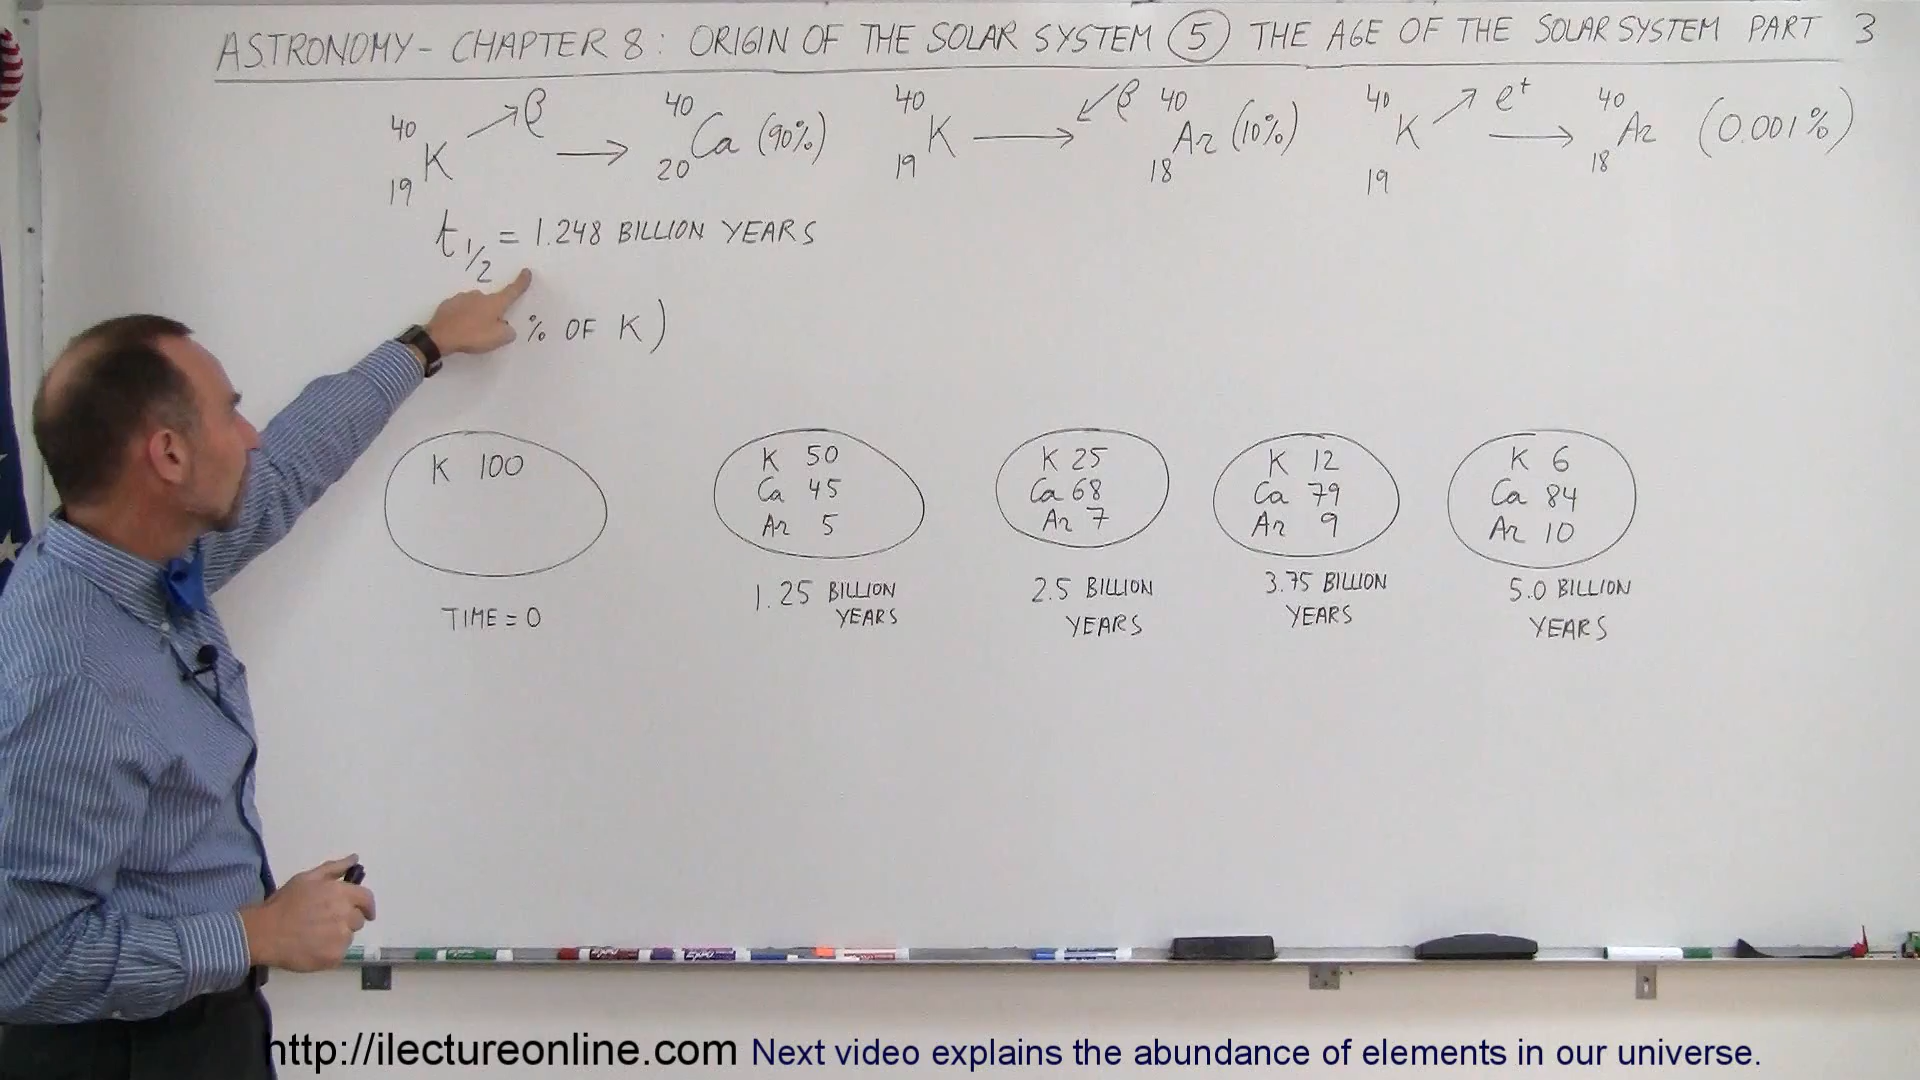 ASTRONOMY - CHAPTER 8: ORIGIN OF THE SOLAR SYSTEM 5 THE AGE OF THE SOLAR SYSTEM PART 3
40 19 K → β → 40 20 Ca (90%) 40 19 K → β 40 18 Ar (10%) 40 19 K → e+ → 40 18 Ar (0.001%)
t1/2 = 1.248 BILLION YEARS
% OF K)
K 100
TIME = 0
K 50
Ca 45
Ar 5
1.25 BILLION
YEARS
K 25
Ca 68
Ar 7
2.5 BILLION
YEARS
K 12
Ca 79
Ar 9
3.75 BILLION
YEARS
K 6
Ca 84
Ar 10
5.0 BILLION
YEARS
http://ilectureonline.com Next video explains the abundance of elements in our universe.